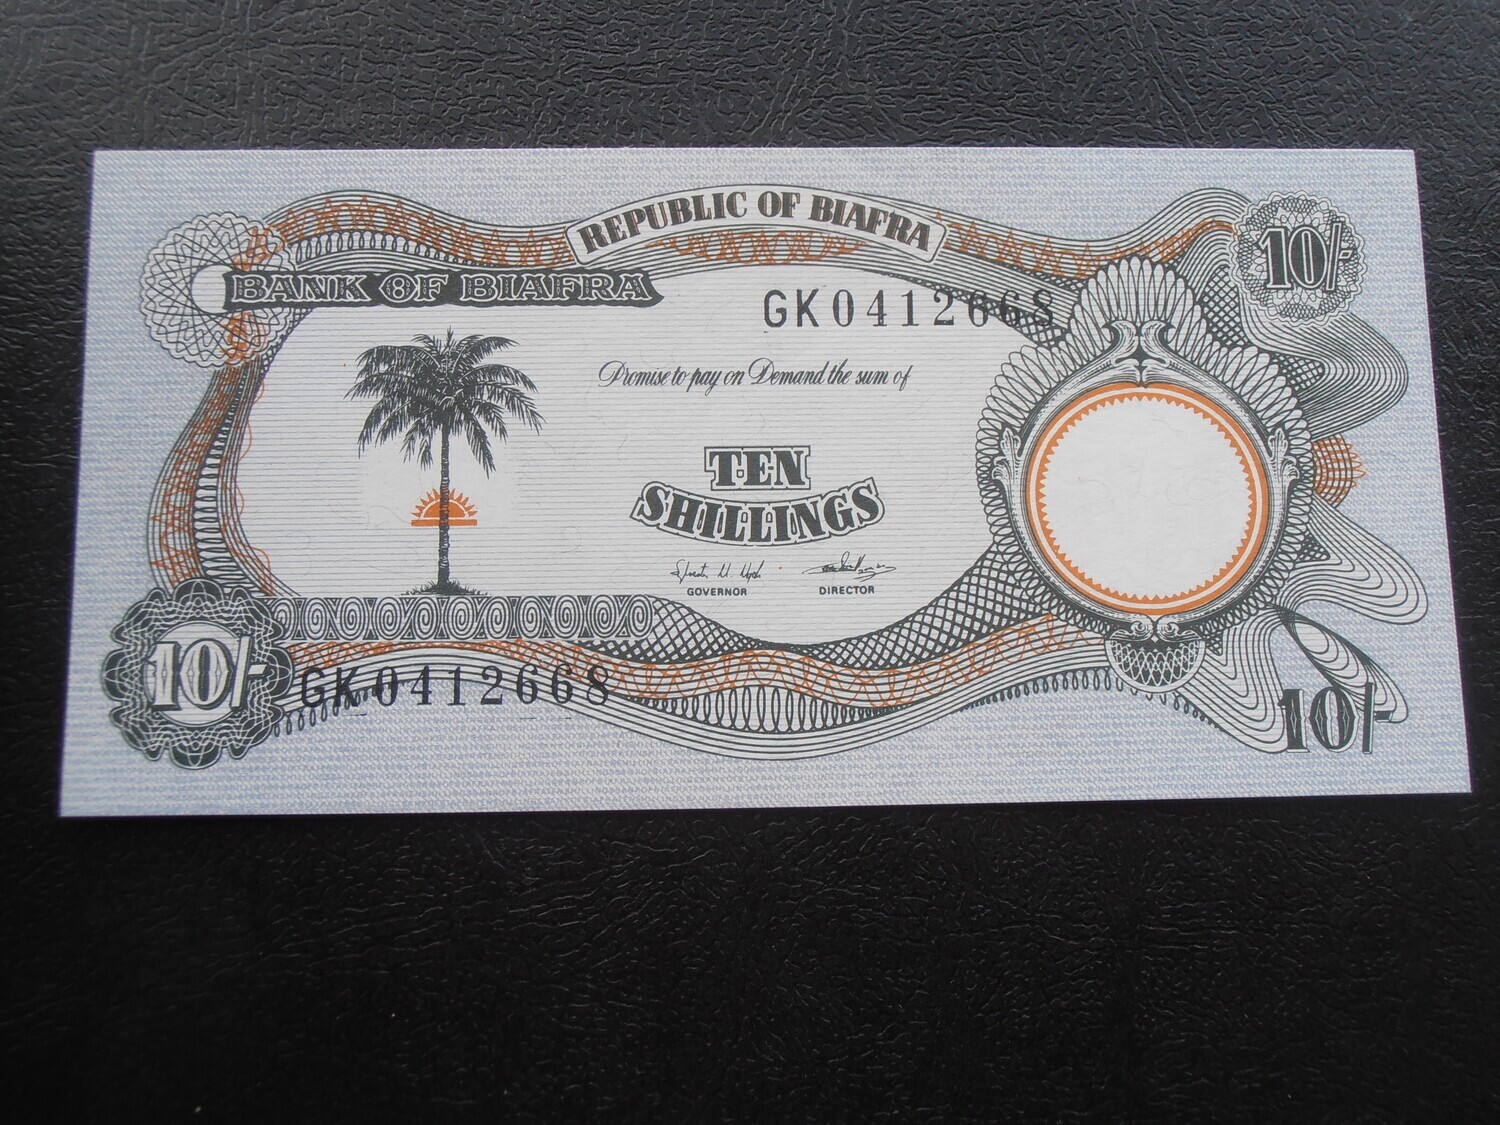 REPUBLIC OF BIAFRA
10/-
BANK OF BIAFRA
GK0412668
Promise to pay on Demand the sum of
TEN
SHILLINGS
GOVERNOR DIRECTOR
10/-
GK0412668
10/-